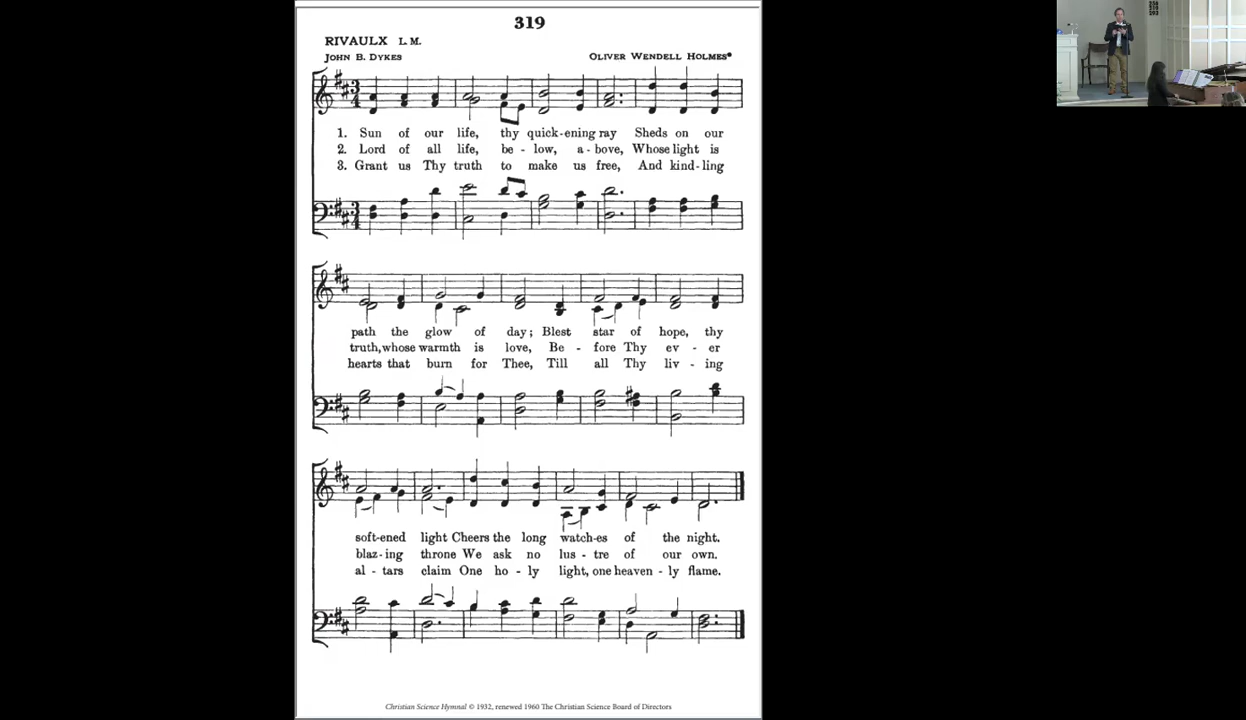 319
RIVAULX L. M.
JOHN B. DYKES
OLIVER WENDELL HOLMES*
1. Sun of our life, thy quick-ening ray Sheds on our
2. Lord of all life, be - low, a - bove, Whose light is
3. Grant us Thy truth to make us free, And kind-ling
path the glow of day; Blest star of hope, thy
truth, whose warmth is love, Be - fore Thy ev - er
hearts that burn for Thee, Till all Thy liv - ing
soft-ened light Cheers the long watch-es of the night.
blaz-ing throne We ask no lus - tre of our own.
al - tars claim One ho - ly light, one heaven - ly flame.
Christian Science Hymnal © 1932, renewed 1960 The Christian Science Board of Directors